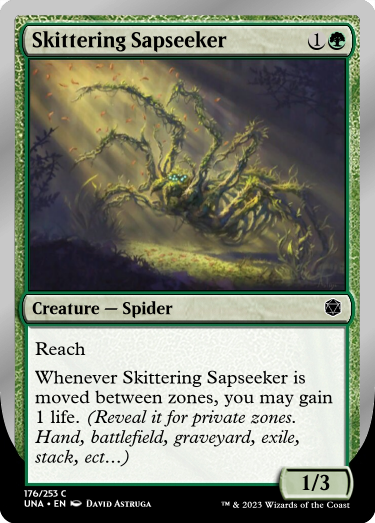 Skittering Sapseeker 1
Creature — Spider
Reach
Whenever Skittering Sapseeker is
moved between zones, you may gain
1 life. (Reveal it for private zones.
Hand, battlefield, graveyard, exile,
stack, ect...)
1/3
176/253 C
UNA • EN DAVID ASTRUGA
™ & 2023 Wizards of the Coast